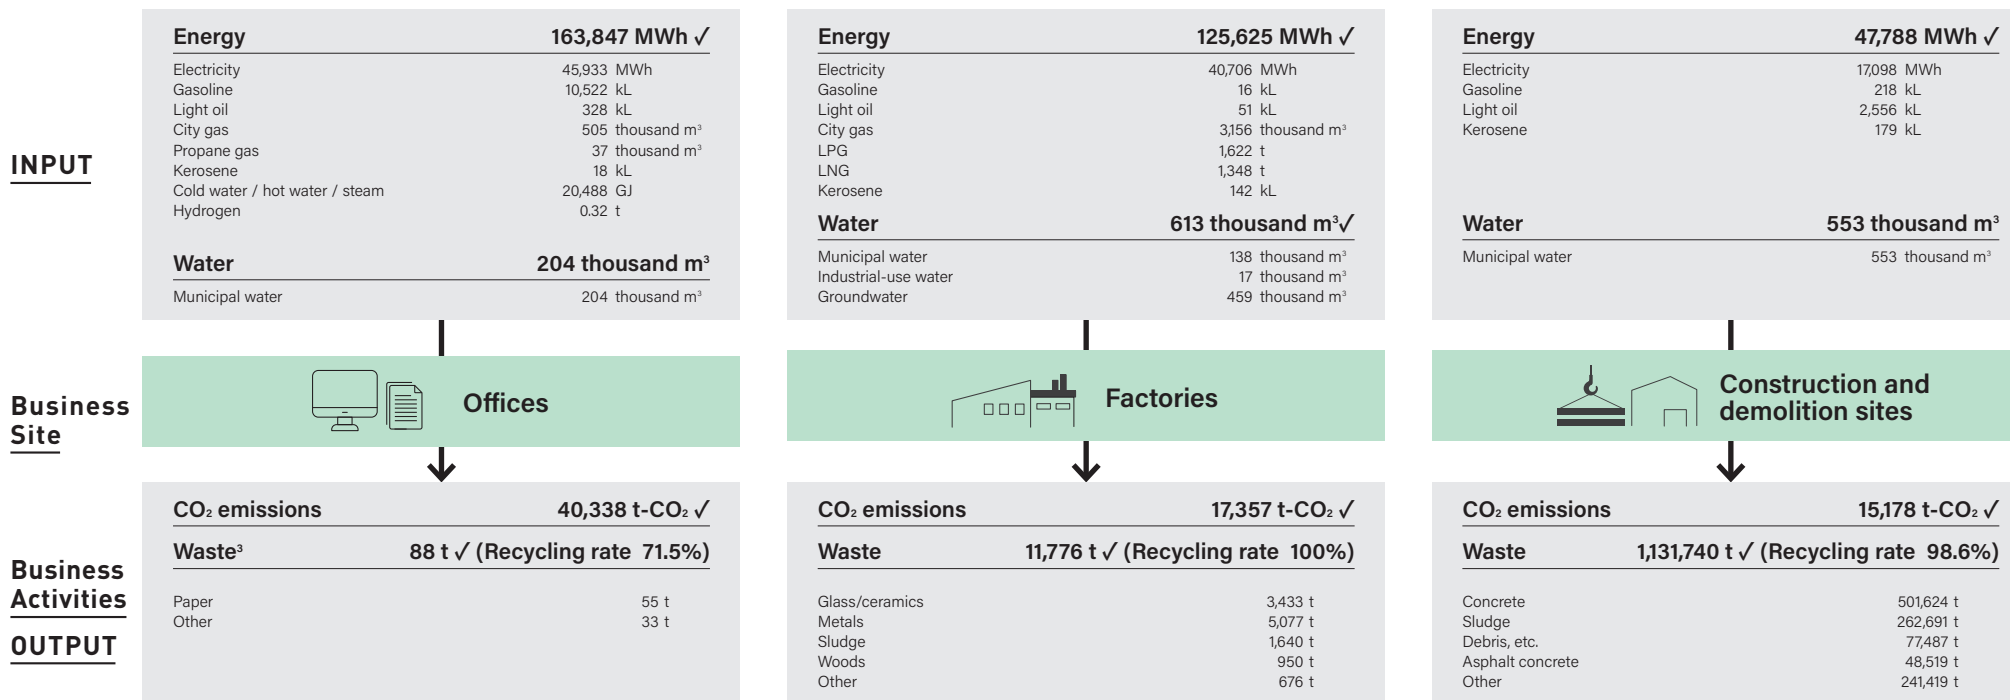 INPUT
Energy 163,847 MWh ✓
Electricity 45,933 MWh
Gasoline 10,522 kL
Light oil 328 kL
City gas 505 thousand m³
Propane gas 37 thousand m³
Kerosene 18 kL
Cold water / hot water / steam 20,488 GJ
Hydrogen 0.32 t
Water 204 thousand m³
Municipal water 204 thousand m³
Energy 125,625 MWh ✓
Electricity 40,706 MWh
Gasoline 16 kL
Light oil 51 kL
City gas 3,156 thousand m³
LPG 1,622 t
LNG 1,348 t
Kerosene 142 kL
Water 613 thousand m³✓
Municipal water 138 thousand m³
Industrial-use water 17 thousand m³
Groundwater 459 thousand m³
Energy 47,788 MWh ✓
Electricity 17,098 MWh
Gasoline 218 kL
Light oil 2,556 kL
Kerosene 179 kL
Water 553 thousand m³
Municipal water 553 thousand m³
Business
Site
Offices
Factories
Construction and
demolition sites
Business
Activities
OUTPUT
CO₂ emissions 40,338 t-CO₂ ✓
Waste³ 88 t ✓ (Recycling rate 71.5%)
Paper 55 t
Other 33 t
CO₂ emissions 17,357 t-CO₂ ✓
Waste 11,776 t ✓ (Recycling rate 100%)
Glass/ceramics 3,433 t
Metals 5,077 t
Sludge 1,640 t
Woods 950 t
Other 676 t
CO₂ emissions 15,178 t-CO₂ ✓
Waste 1,131,740 t ✓ (Recycling rate 98.6%)
Concrete 501,624 t
Sludge 262,691 t
Debris, etc. 77,487 t
Asphalt concrete 48,519 t
Other 241,419 t